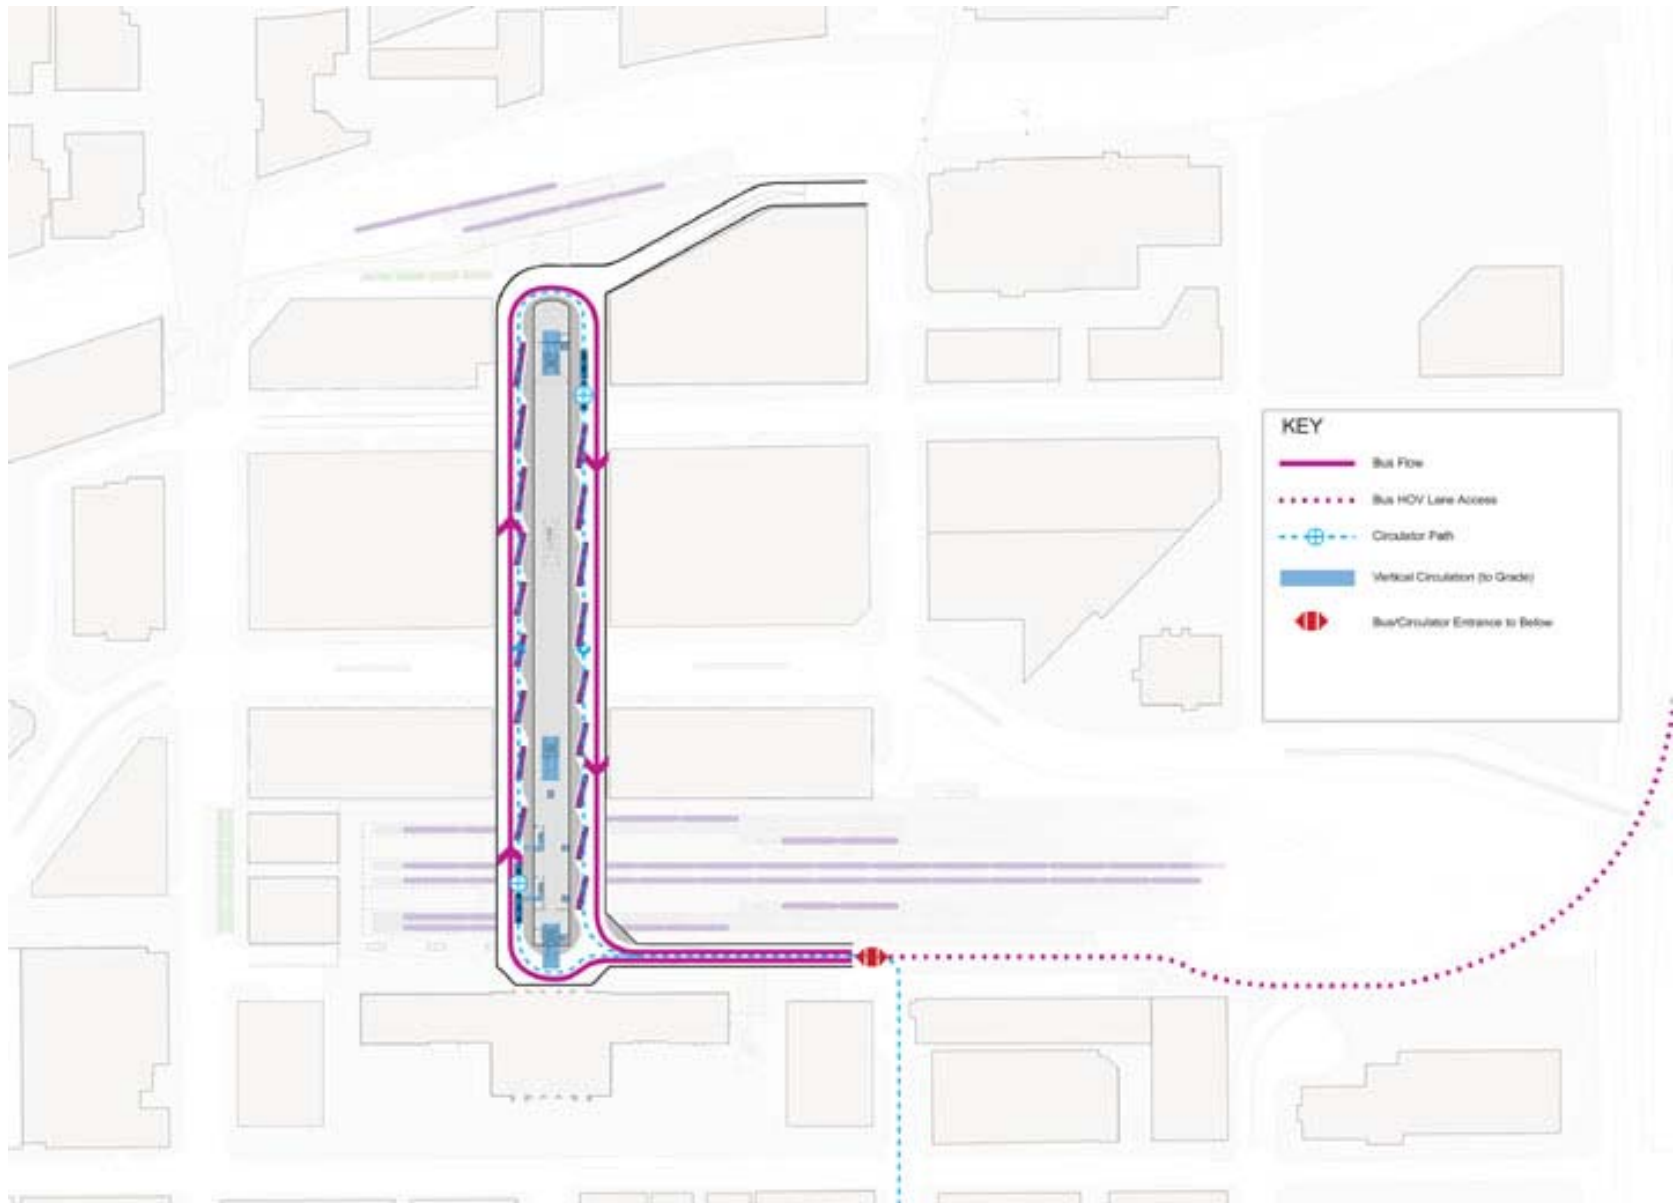 KEY
Bus Flow
Bus HOV Lane Access
Circulator Path
Vertical Circulation (to Grade)
Bus/Circulator Entrance to Below